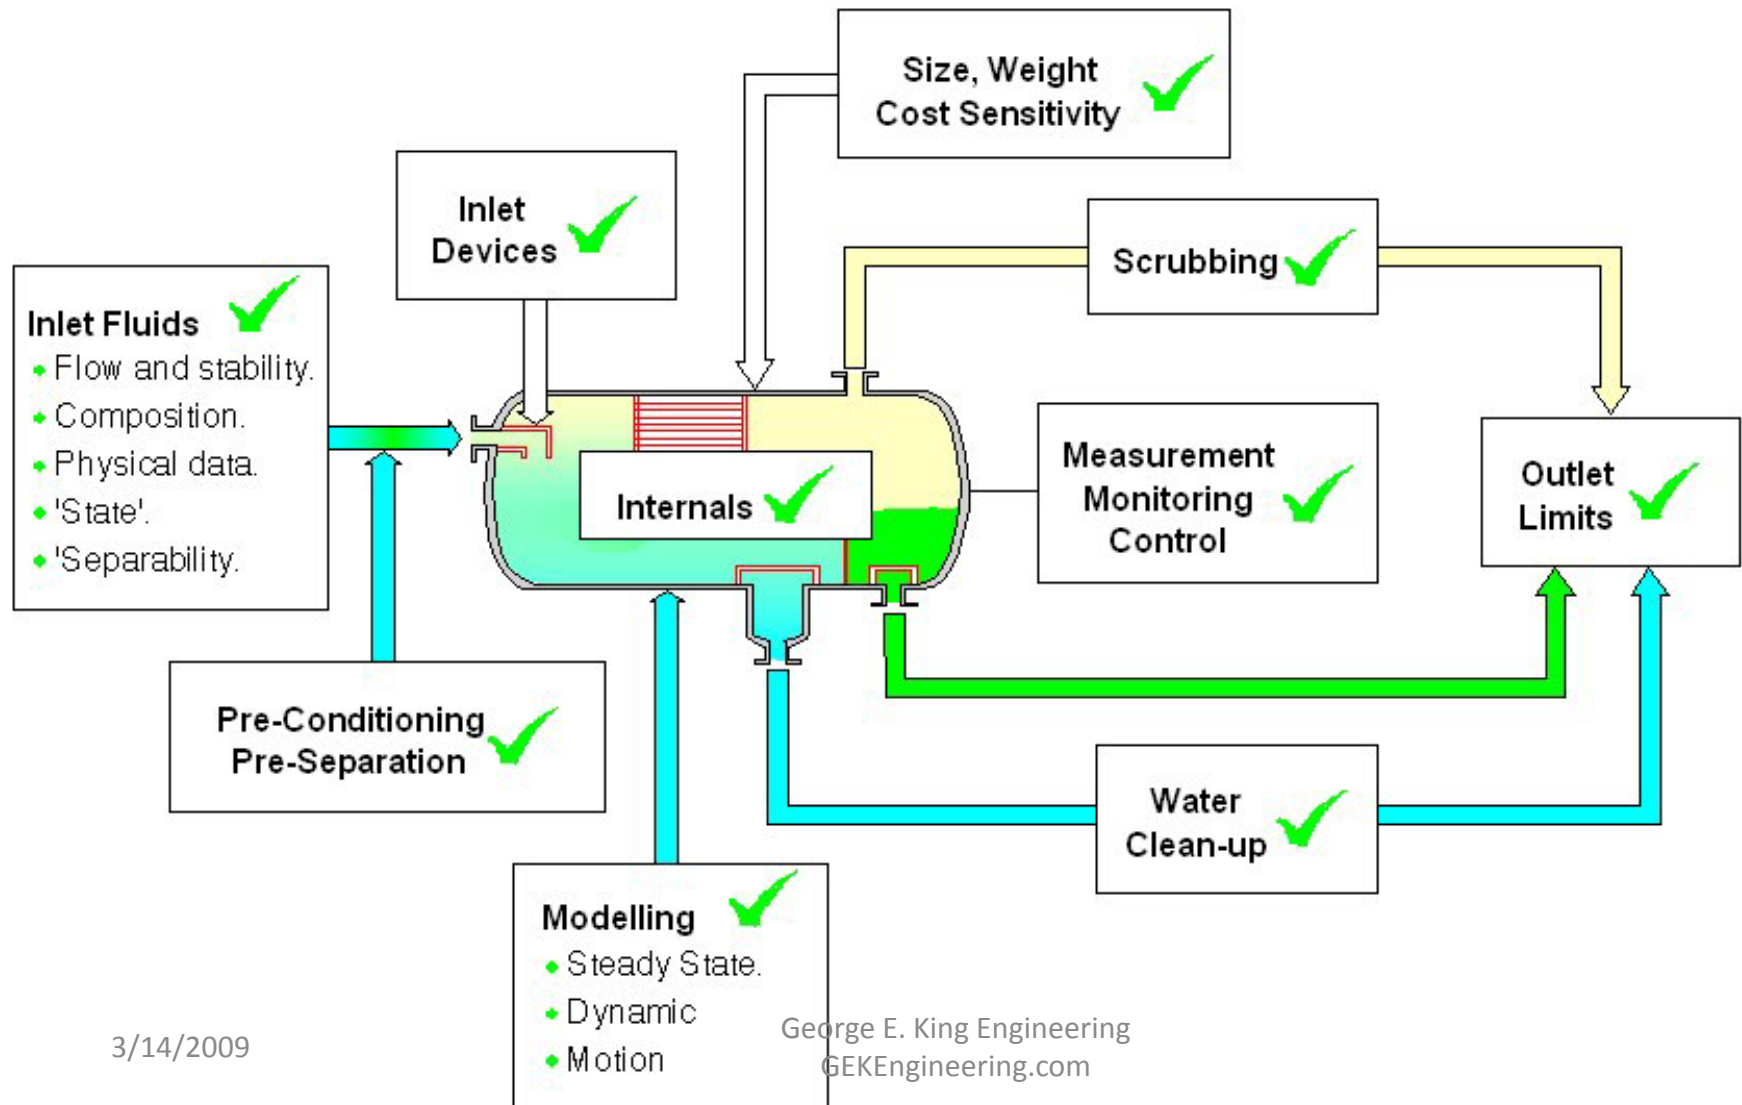 Size, Weight
Cost Sensitivity
Inlet
Devices
Scrubbing
Inlet Fluids
Flow and stability.
Composition.
Physical data.
'State'.
'Separability.
Internals
Measurement
Monitoring
Control
Outlet
Limits
Pre-Conditioning
Pre-Separation
Water
Clean-up
Modelling
Steady State.
Dynamic
Motion
3/14/2009
George E. King Engineering
GEKEngineering.com